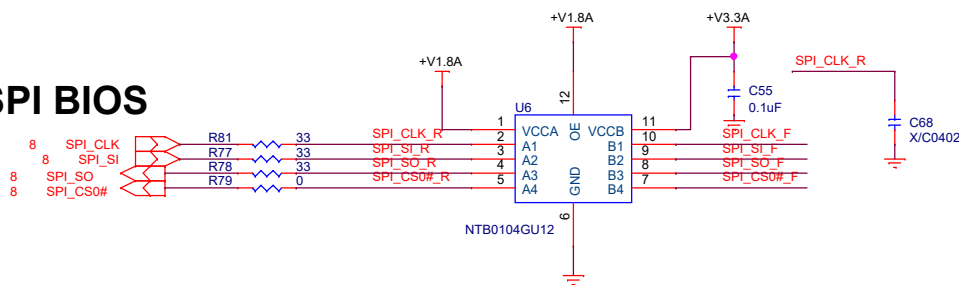 +V1.8A
+V3.3A
+V1.8A
SPI_CLK_R
SPI BIOS
C55
0.1uF
U6
12
C68
X/C0402
8 SPI_CLK R81 33 SPI_CLK_R 1 VCCA OE VCCB 11
8 SPI_SI R77 33 SPI_SI_R 2 A1 B1 10 SPI_CLK_F
8 SPI_SO R78 33 SPI_SO_R 3 A2 B2 9 SPI_SI_F
8 SPI_CS0# R79 0 SPI_CS0#_R 4 A3 B3 8 SPI_SO_F
5 A4 GND B4 7 SPI_CS0#_F
6
NTB0104GU12